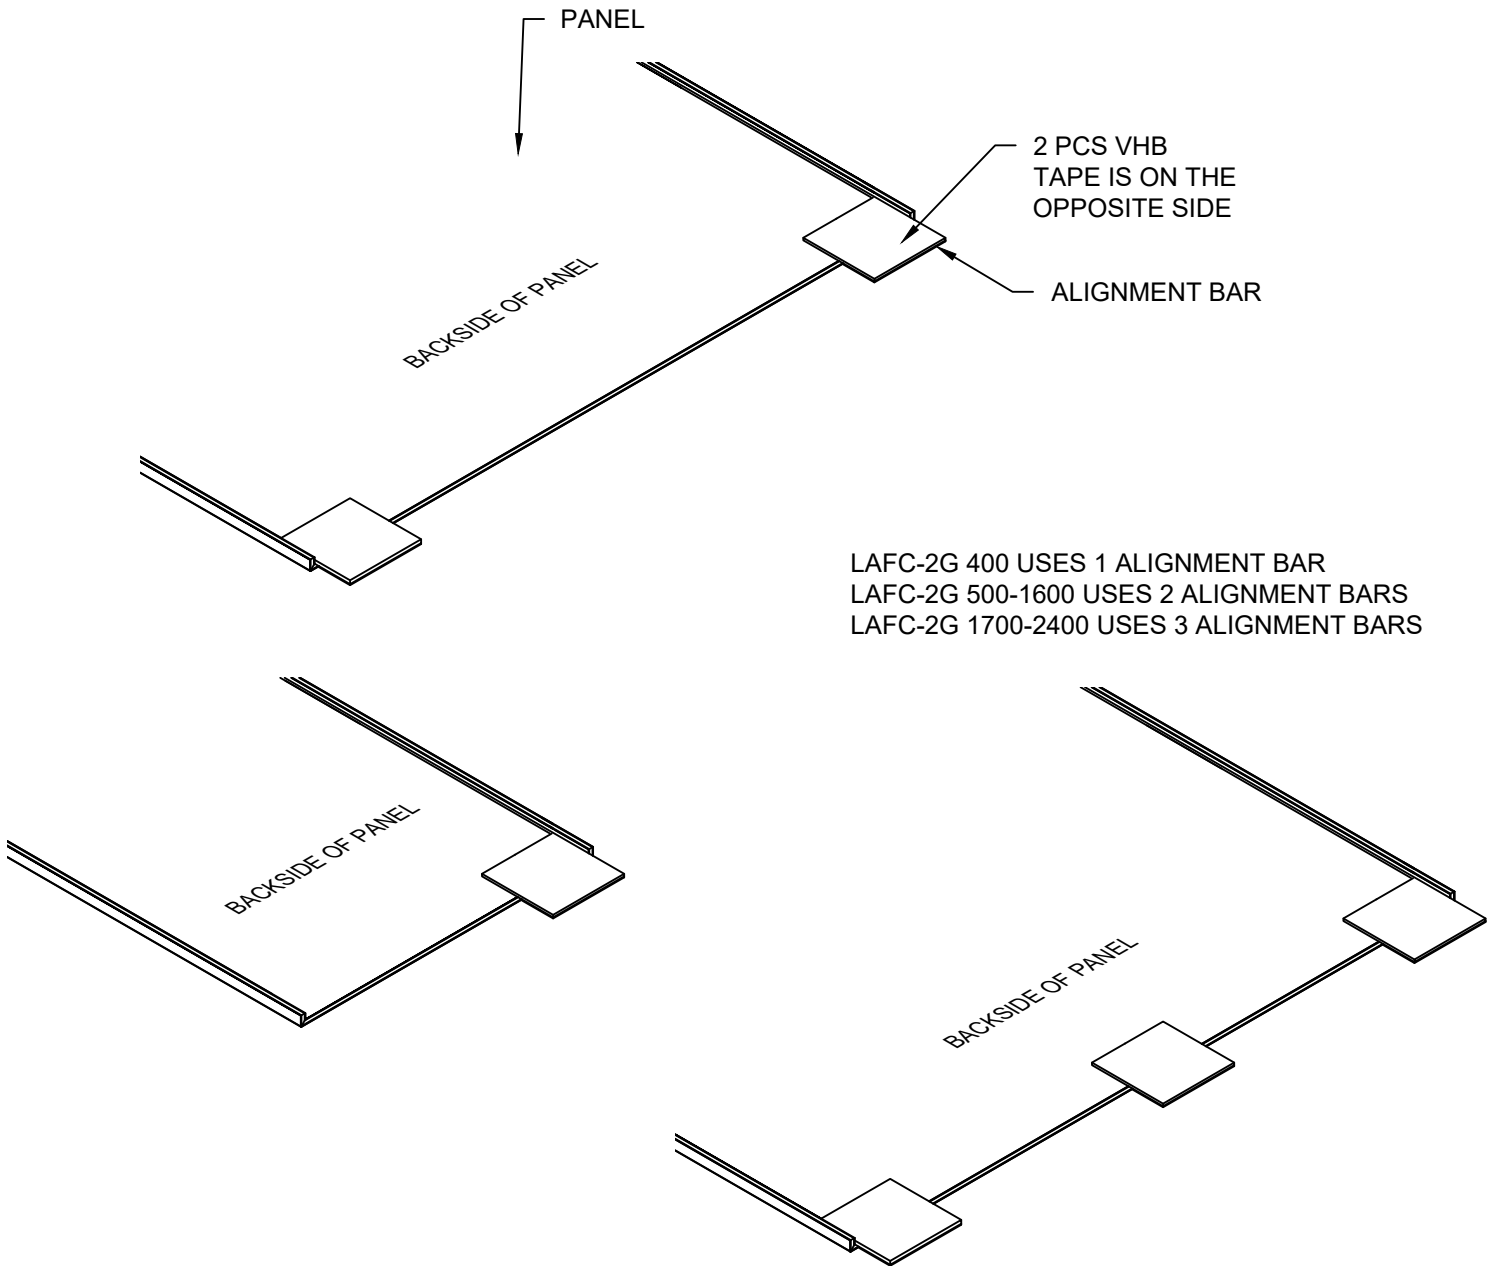 PANEL
2 PCS VHB
TAPE IS ON THE
OPPOSITE SIDE
BACKSIDE OF PANEL
ALIGNMENT BAR
LAFC-2G 400 USES 1 ALIGNMENT BAR
LAFC-2G 500-1600 USES 2 ALIGNMENT BARS
LAFC-2G 1700-2400 USES 3 ALIGNMENT BARS
BACKSIDE OF PANEL
BACKSIDE OF PANEL